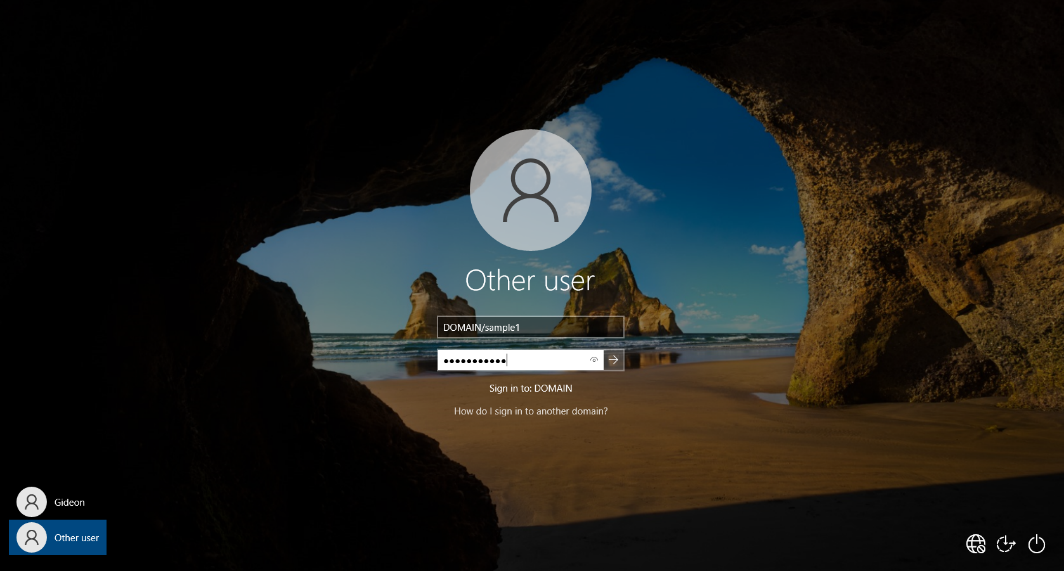 Other user
DOMAIN/sample1
●●●●●●●●●●●
Sign in to: DOMAIN
How do I sign in to another domain?
Gideon
Other user